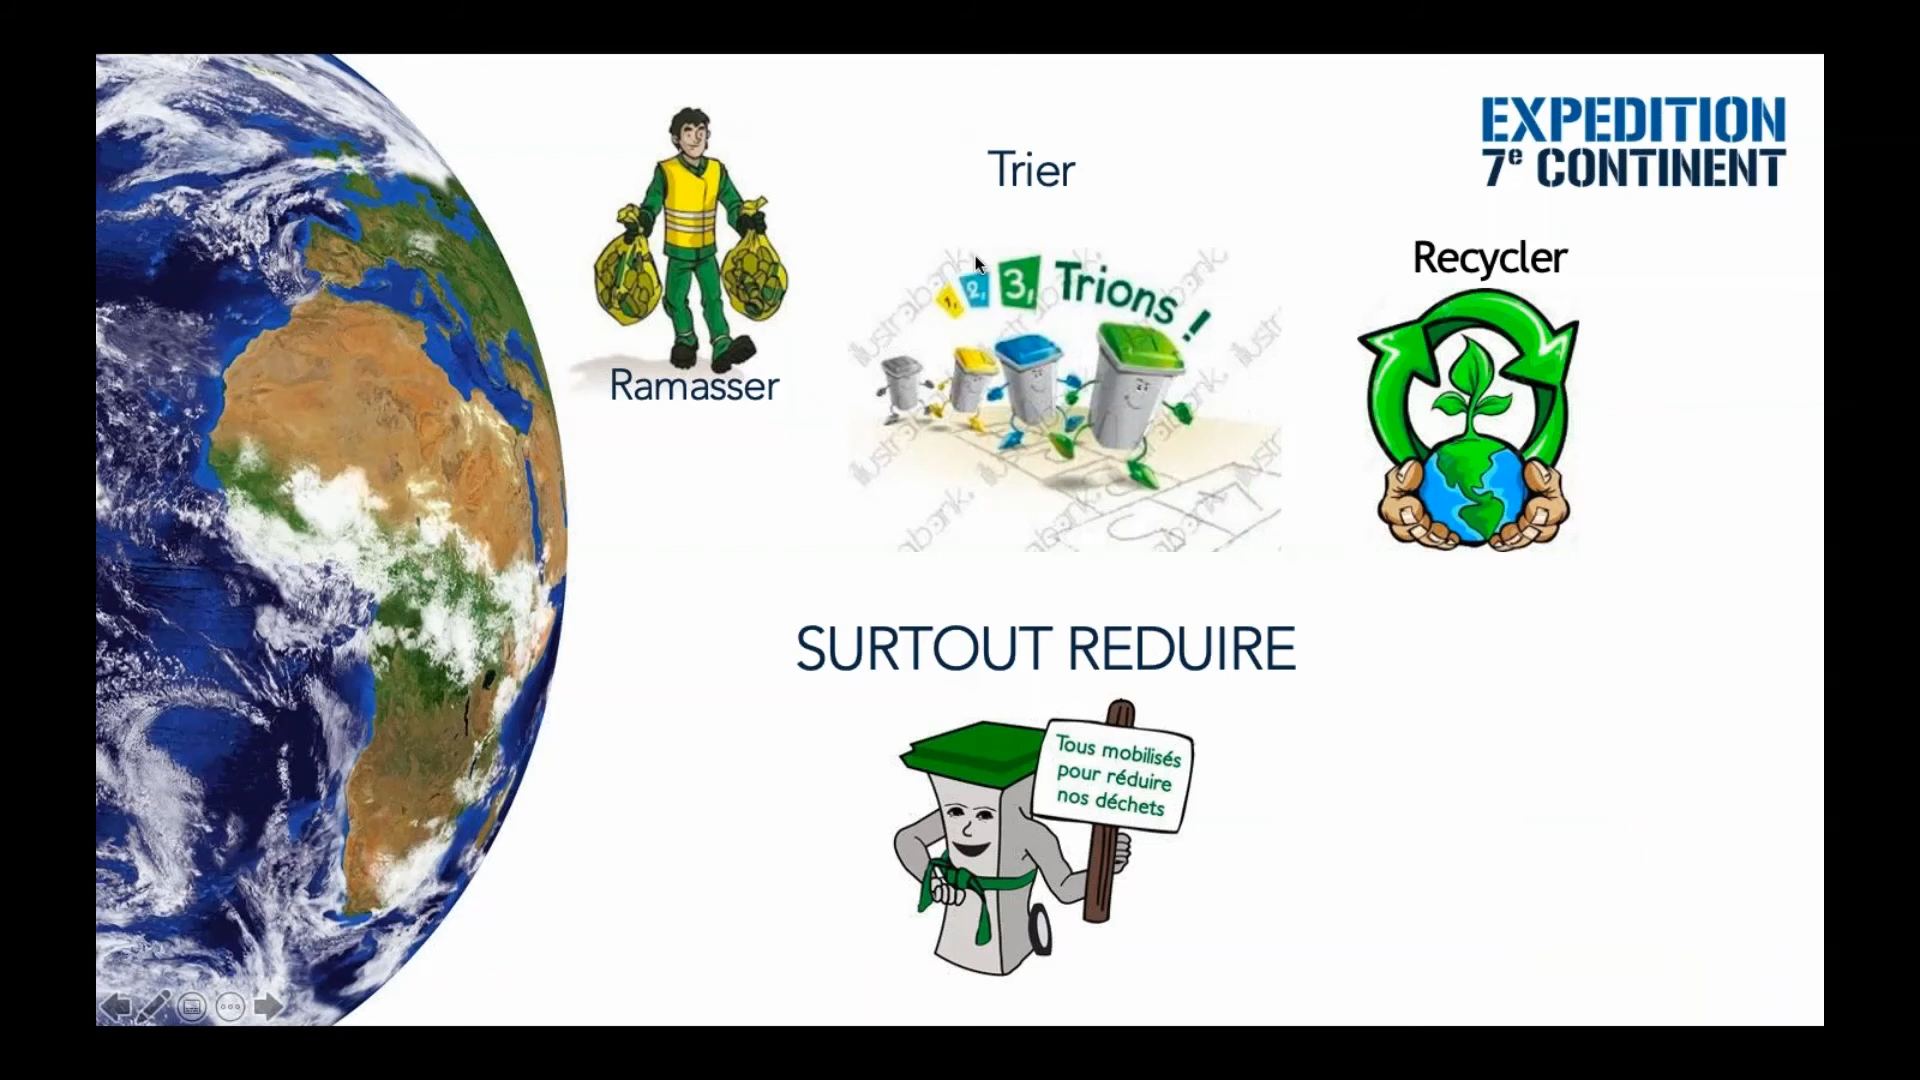 EXPEDITION
7e CONTINENT
Trier
Recycler
1, 2, 3, Trions !
Ramasser
SURTOUT REDUIRE
Tous mobilisés
pour réduire
nos déchets